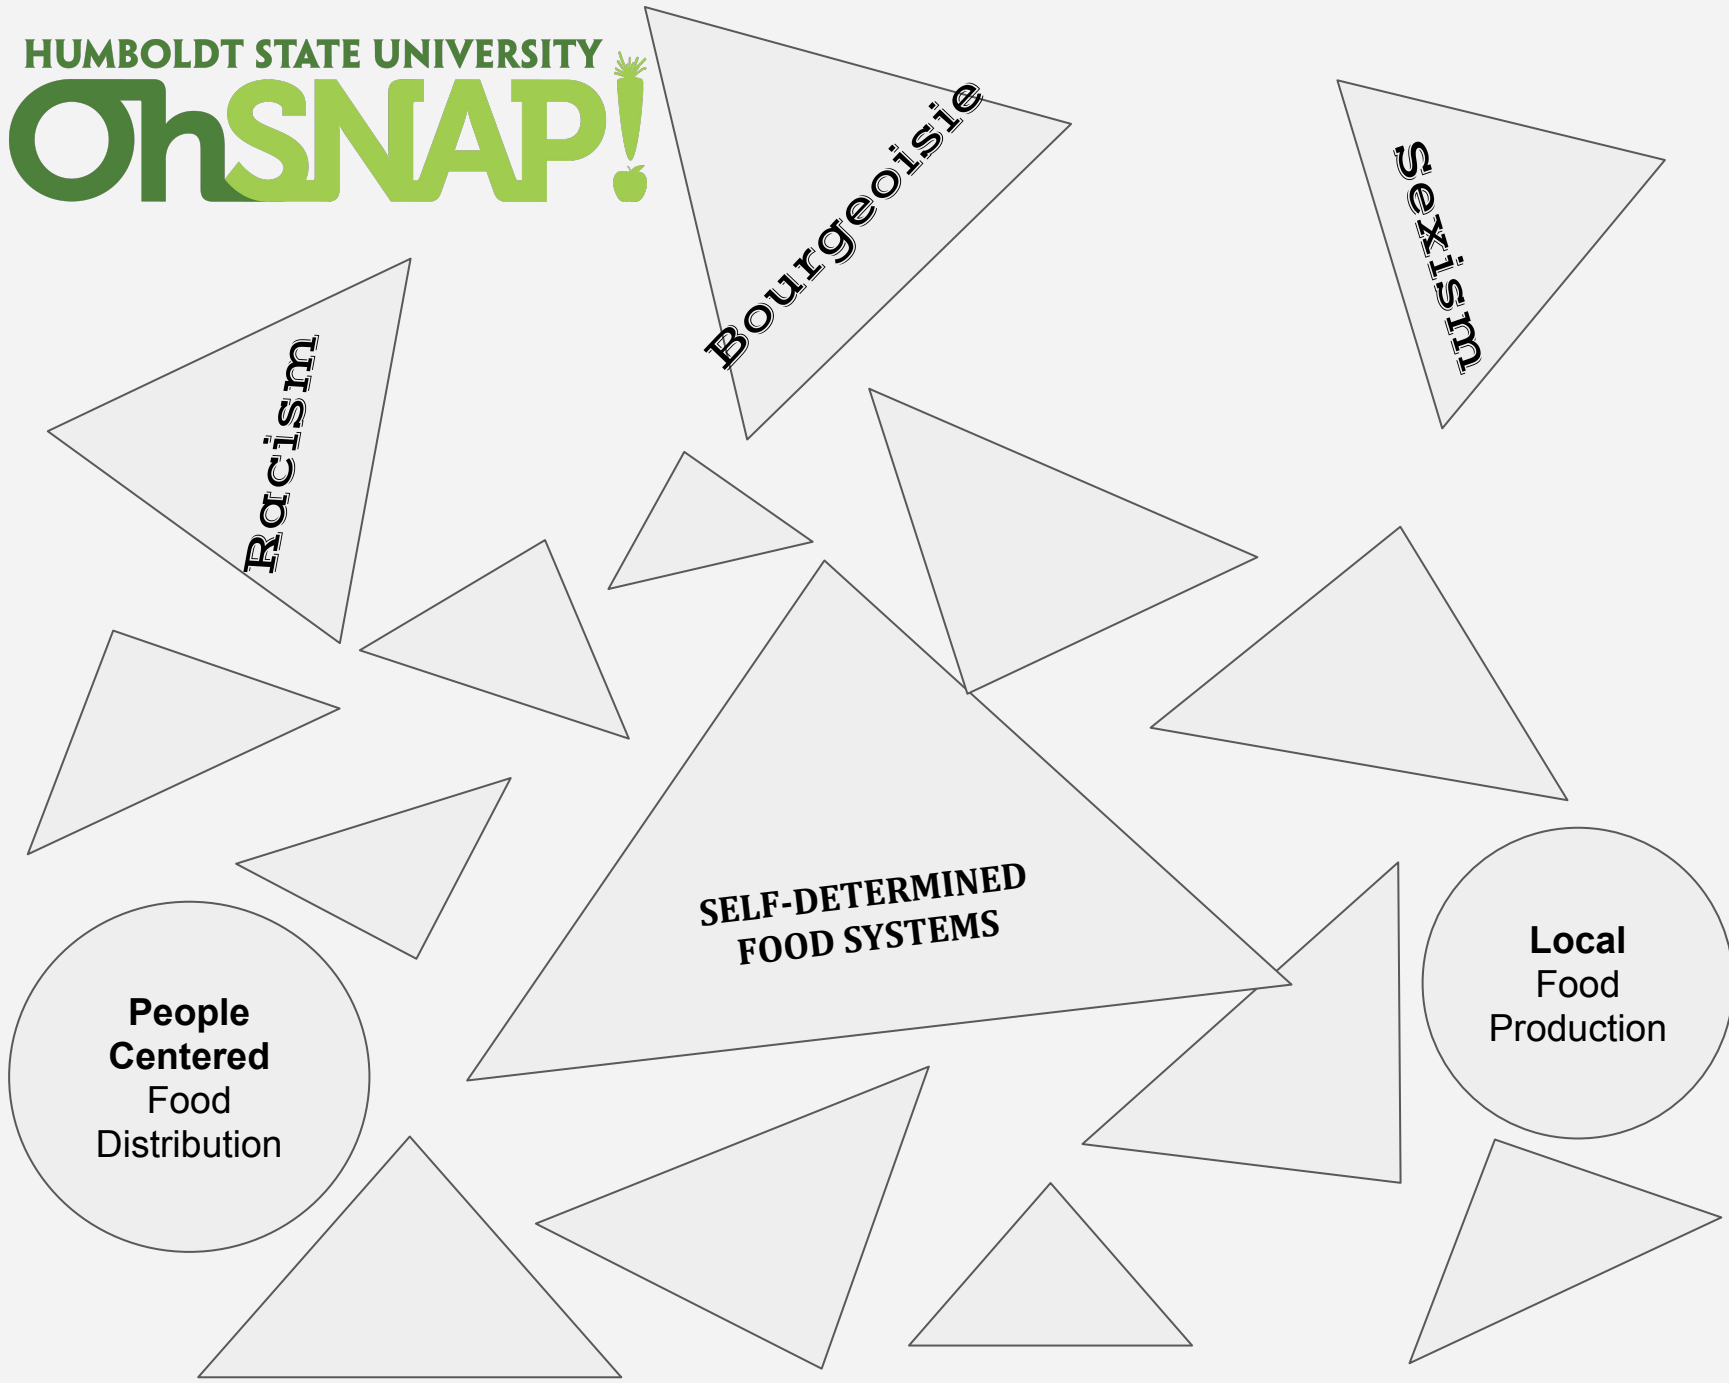 HUMBOLDT STATE UNIVERSITY
OhSNAP!
Bourgeoisie
Sexism
Racism
SELF-DETERMINED
FOOD SYSTEMS
People
Centered
Food
Distribution
Local
Food
Production